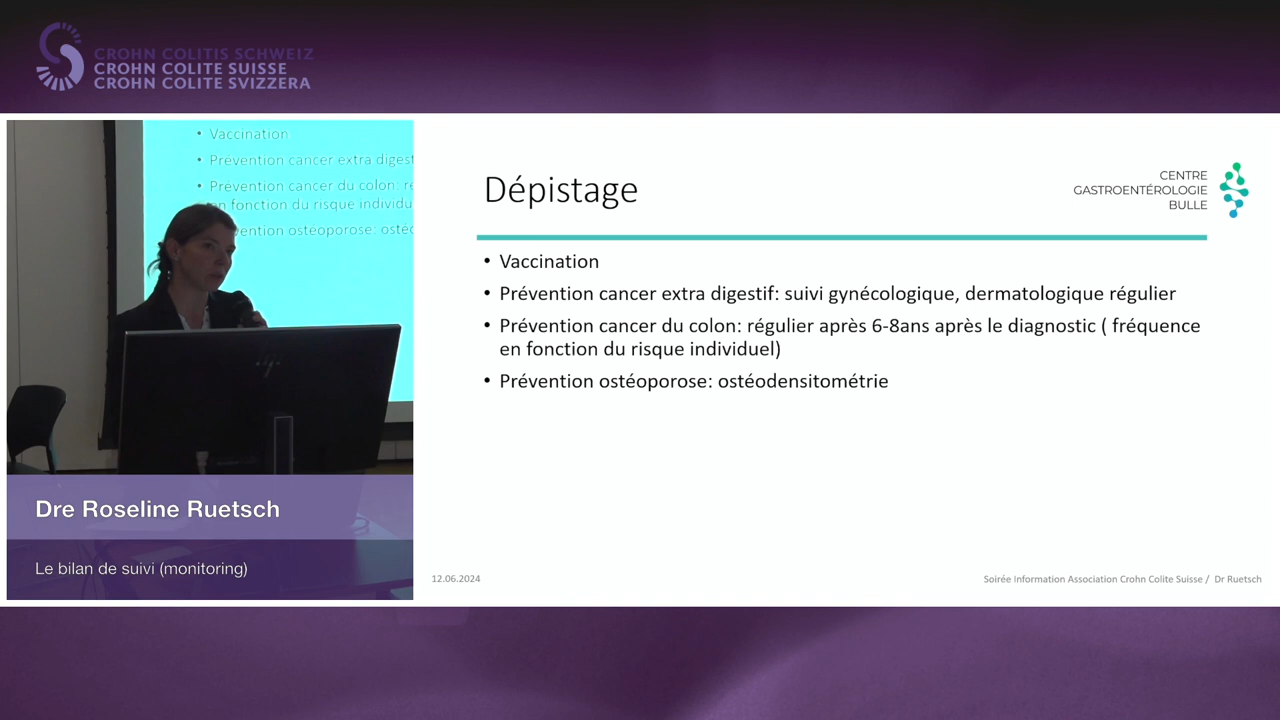 CROHN COLITIS SCHWEIZ
CROHN COLITE SUISSE
CROHN COLITE SVIZZERA
• Vaccination
• Prévention cancer extra digest
• Prévention cancer du colon: ré
en fonction du risque individu
vention ostéoporose: ostéo
hp
Dre Roseline Ruetsch
Le bilan de suivi (monitoring)
Dépistage
CENTRE
GASTROENTÉROLOGIE
BULLE
• Vaccination
• Prévention cancer extra digestif: suivi gynécologique, dermatologique régulier
• Prévention cancer du colon: régulier après 6-8ans après le diagnostic ( fréquence
en fonction du risque individuel)
• Prévention ostéoporose: ostéodensitométrie
12.06.2024
Soirée Information Association Crohn Colite Suisse / Dr Ruetsch